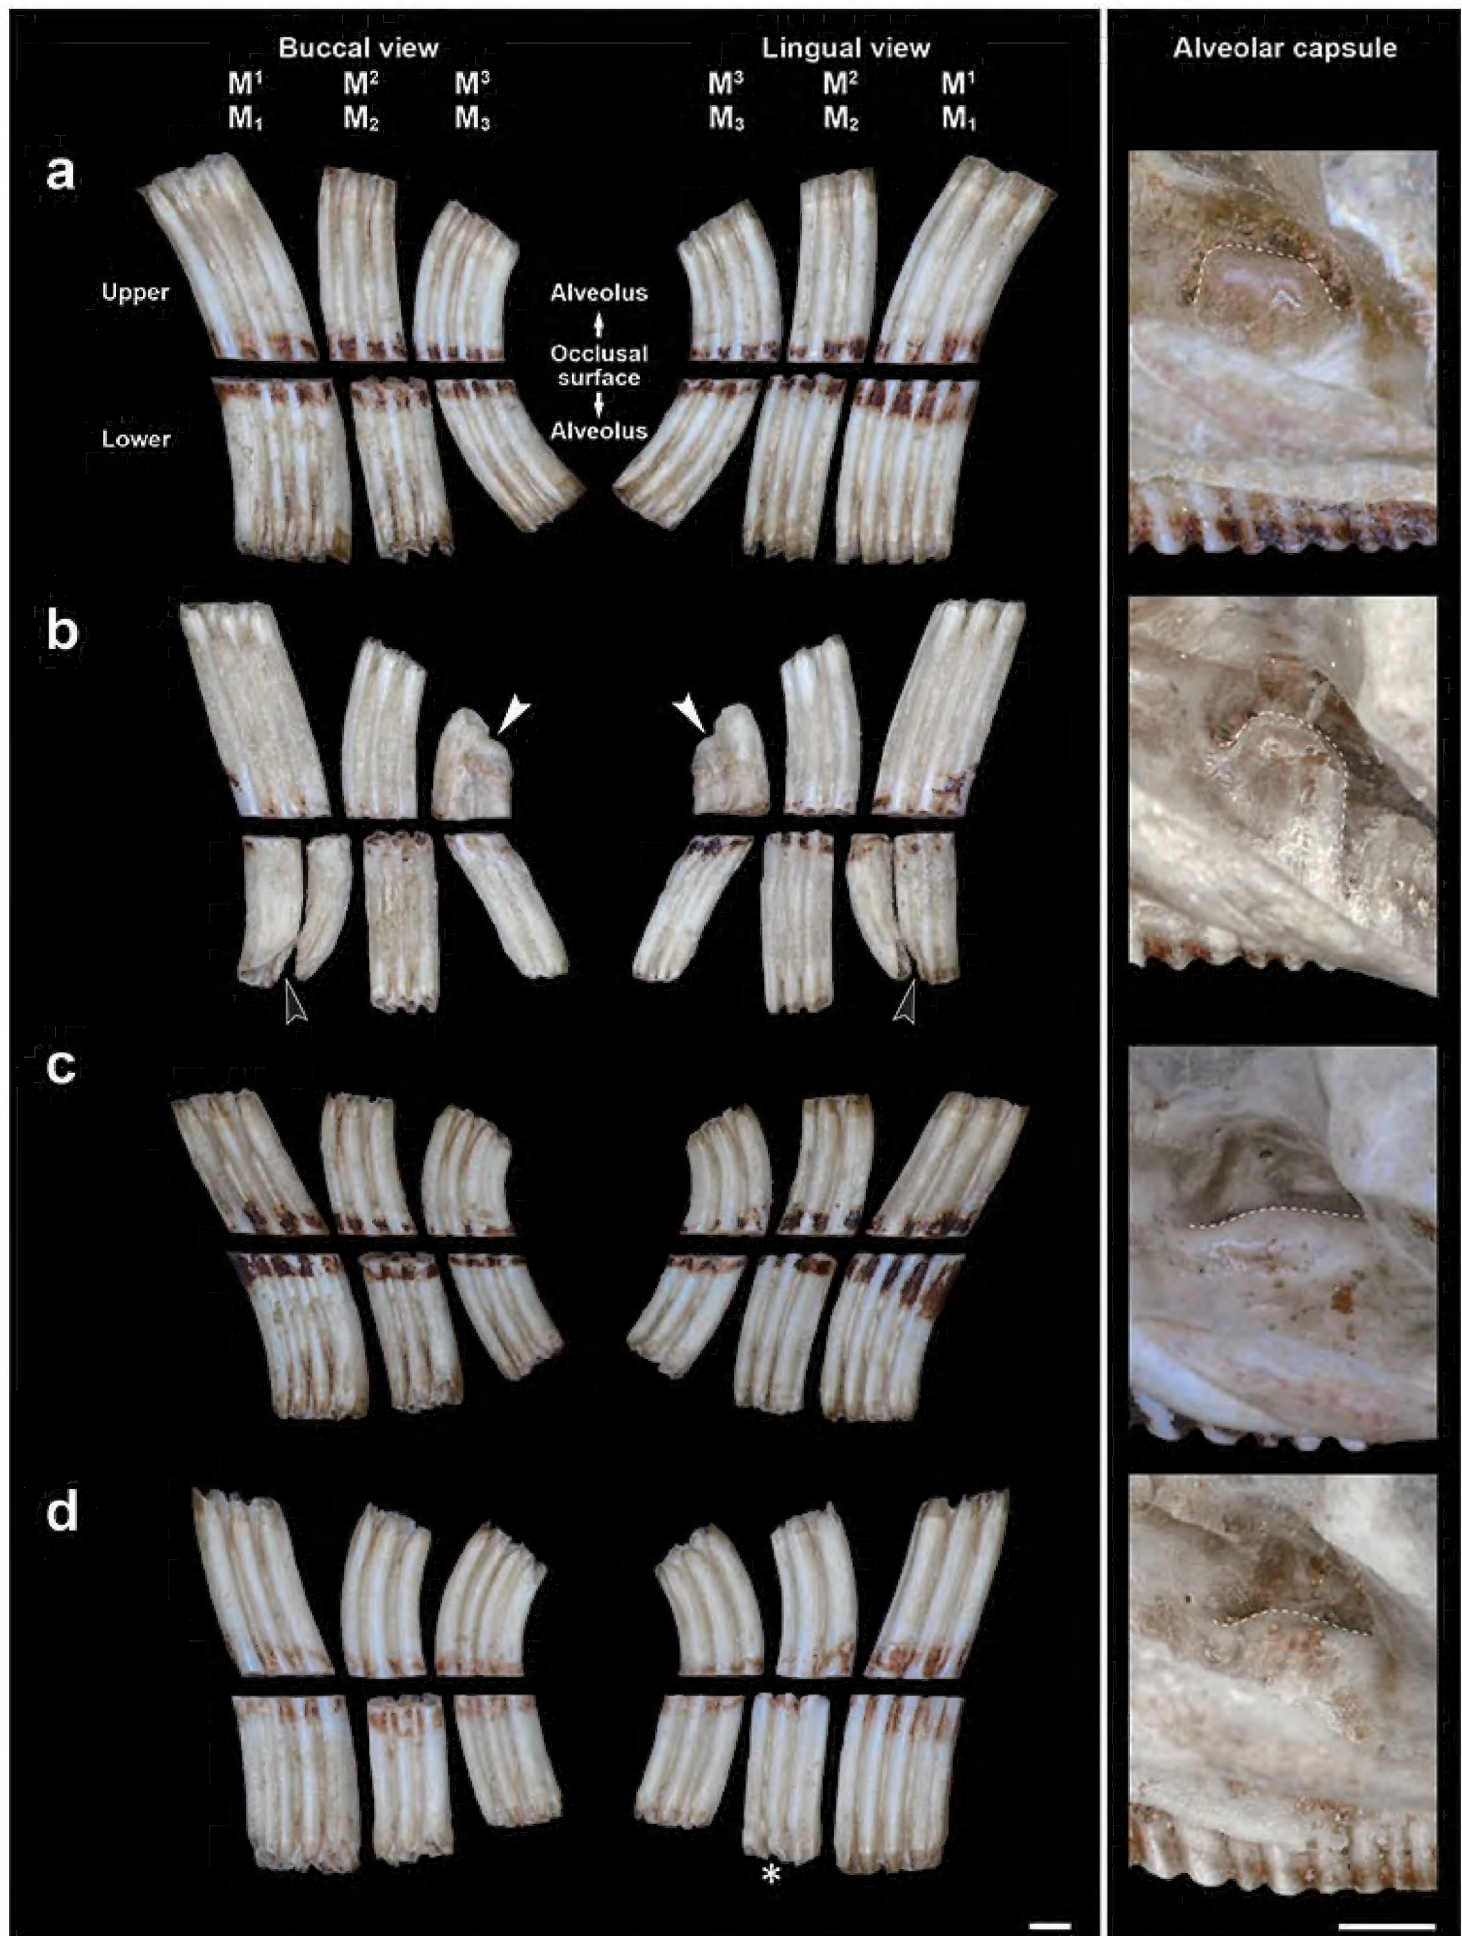 Buccal view
M¹ M² M³
M₁ M₂ M₃
Lingual view
M³ M² M¹
M₃ M₂ M₁
Alveolar capsule
a
Upper
Lower
Alveolus
Occlusal
surface
Alveolus
b
c
d
*